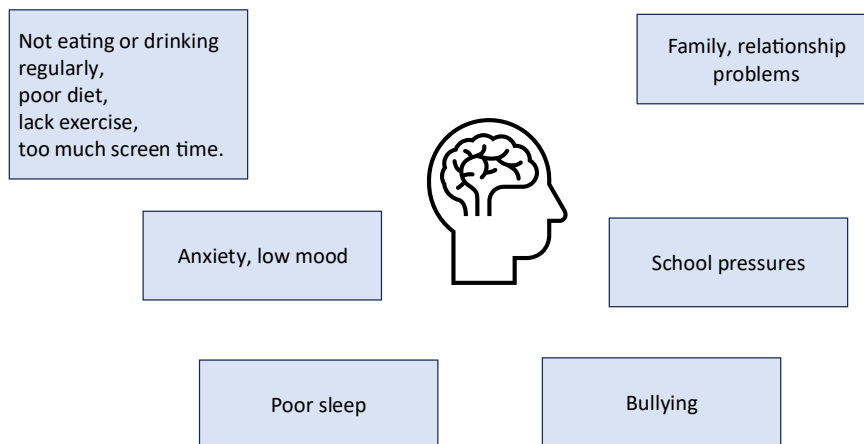 Not eating or drinking
regularly,
poor diet,
lack exercise,
too much screen time.
Family, relationship
problems
Anxiety, low mood
School pressures
Poor sleep
Bullying